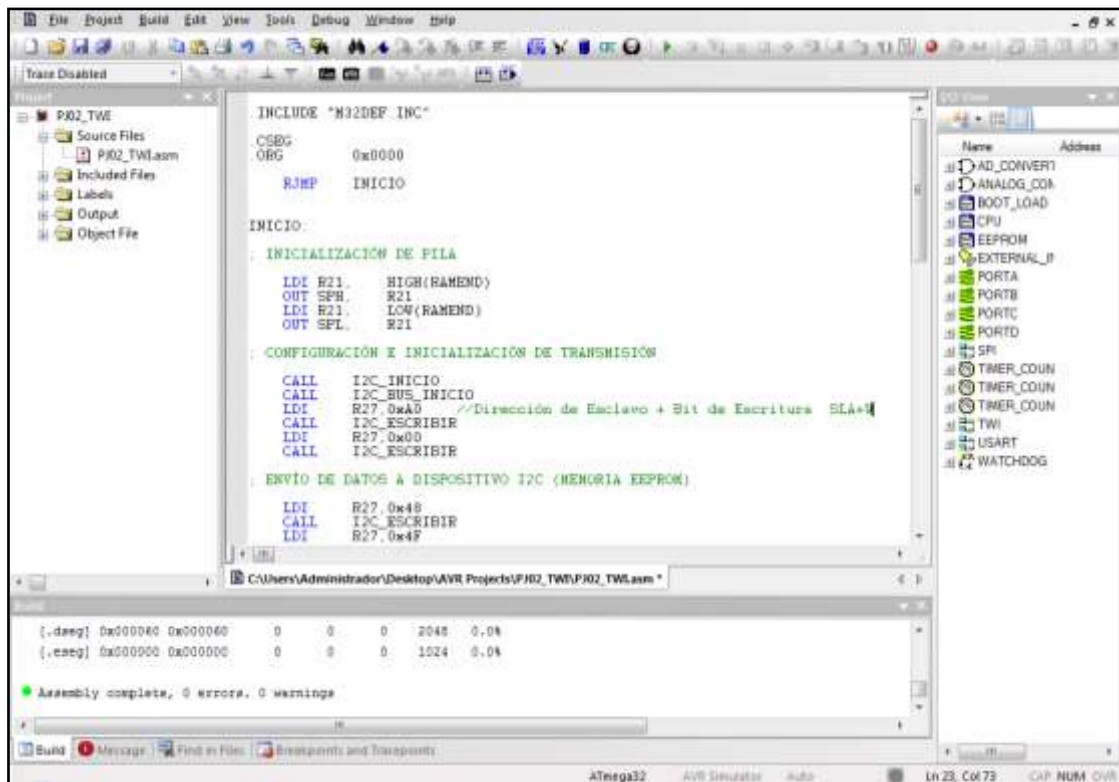 File Project Build Edit View Tools Debug Window Help
Trace Disabled
PJ02_TWI
Source Files
PJ02_TWI.asm
Included Files
Labels
Output
Object File
.INCLUDE "M32DEF.INC"
.CSEG
.ORG 0x0000
RJMP INICIO
INICIO:
; INICIALIZACIÓN DE PILA
LDI R21, HIGH(RAMEND)
OUT SPH, R21
LDI R21, LOW(RAMEND)
OUT SPL, R21
; CONFIGURACIÓN E INICIALIZACIÓN DE TRANSMISIÓN
CALL I2C_INICIO
CALL I2C_BUS_INICIO
LDI R27,0xA0 //Dirección de Esclavo + Bit de Escritura SLA+W
CALL I2C_ESCRIBIR
LDI R27,0x00
CALL I2C_ESCRIBIR
; ENVÍO DE DATOS A DISPOSITIVO I2C (MEMORIA EEPROM)
LDI R27,0x48
CALL I2C_ESCRIBIR
LDI R27,0x4F
C:\Users\Administrador\Desktop\AVR Projects\PJ02_TWI\PJ02_TWI.asm *
I/O View
Name Address
AD_CONVERT
ANALOG_COM
BOOT_LOAD
CPU
EEPROM
EXTERNAL_I
PORTA
PORTB
PORTC
PORTD
SPI
TIMER_COUN
TIMER_COUN
TIMER_COUN
TWI
USART
WATCHDOG
Build
[.dseg] 0x000060 0x000060 0 0 0 2048 0.0%
[.eseg] 0x000000 0x000000 0 0 0 1024 0.0%
Assembly complete, 0 errors. 0 warnings
Build Message Find in Files Breakpoints and Tracepoints
ATmega32 AVR Simulator Auto Ln 23, Col 73 CAP NUM OVR